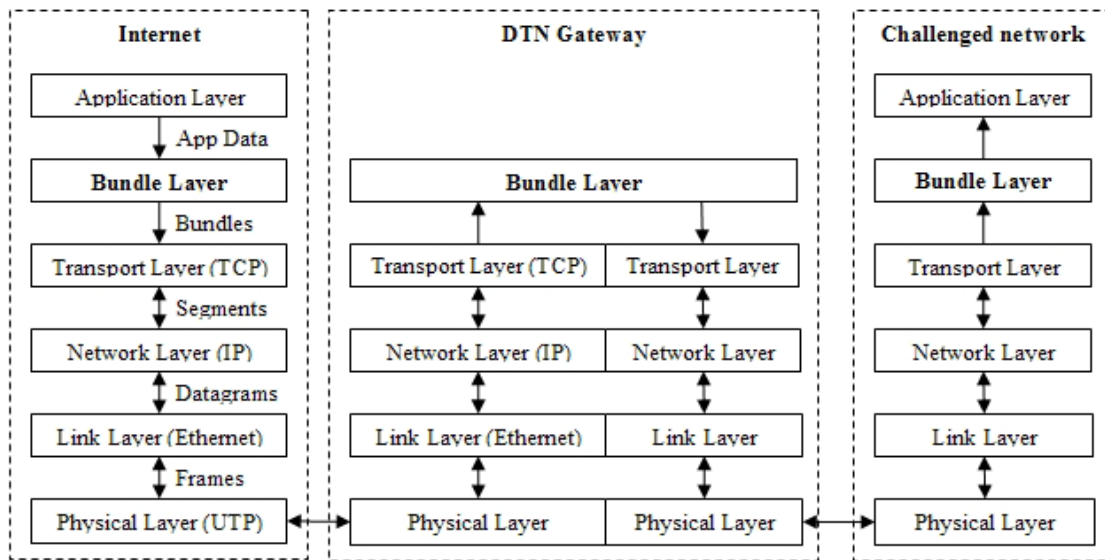 Internet
Application Layer
App Data
Bundle Layer
Bundles
Transport Layer (TCP)
Segments
Network Layer (IP)
Datagrams
Link Layer (Ethernet)
Frames
Physical Layer (UTP)
DTN Gateway
Bundle Layer
Transport Layer (TCP)
Transport Layer
Network Layer (IP)
Network Layer
Link Layer (Ethernet)
Link Layer
Physical Layer
Physical Layer
Challenged network
Application Layer
Bundle Layer
Transport Layer
Network Layer
Link Layer
Physical Layer